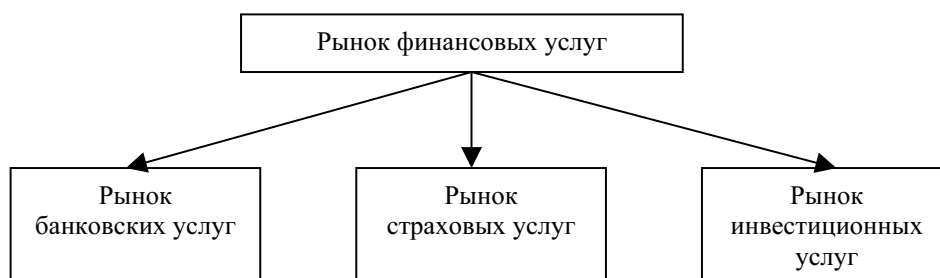 Рынок финансовых услуг
Рынок
банковских услуг
Рынок
страховых услуг
Рынок
инвестиционных
услуг